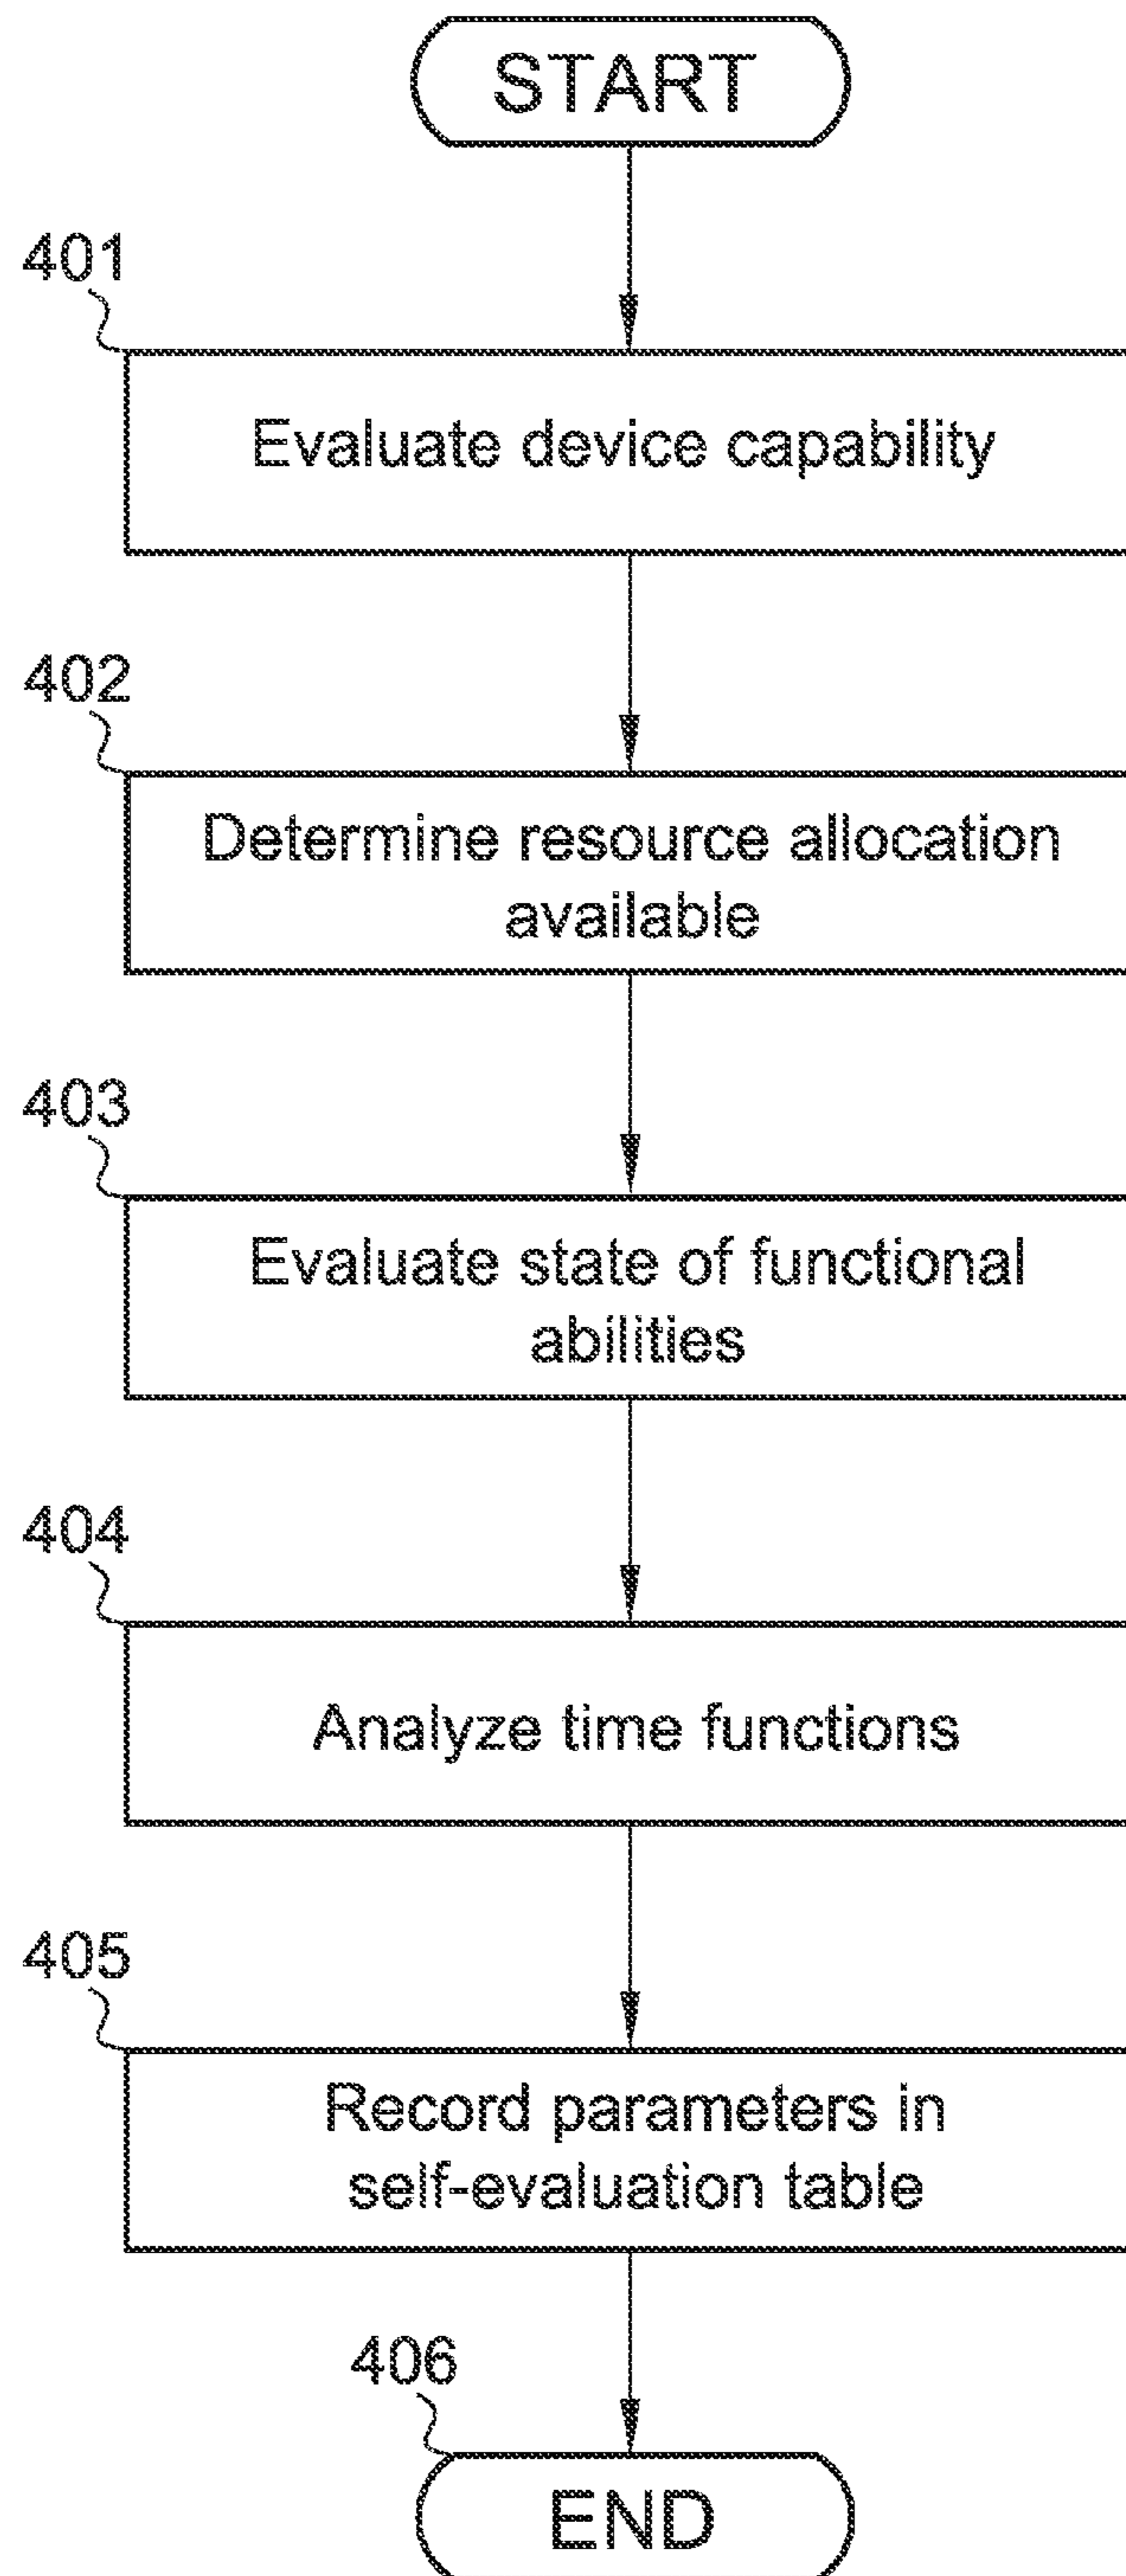 START
401
Evaluate device capability
402
Determine resource allocation
available
403
Evaluate state of functional
abilities
404
Analyze time functions
405
Record parameters in
self-evaluation table
406
END